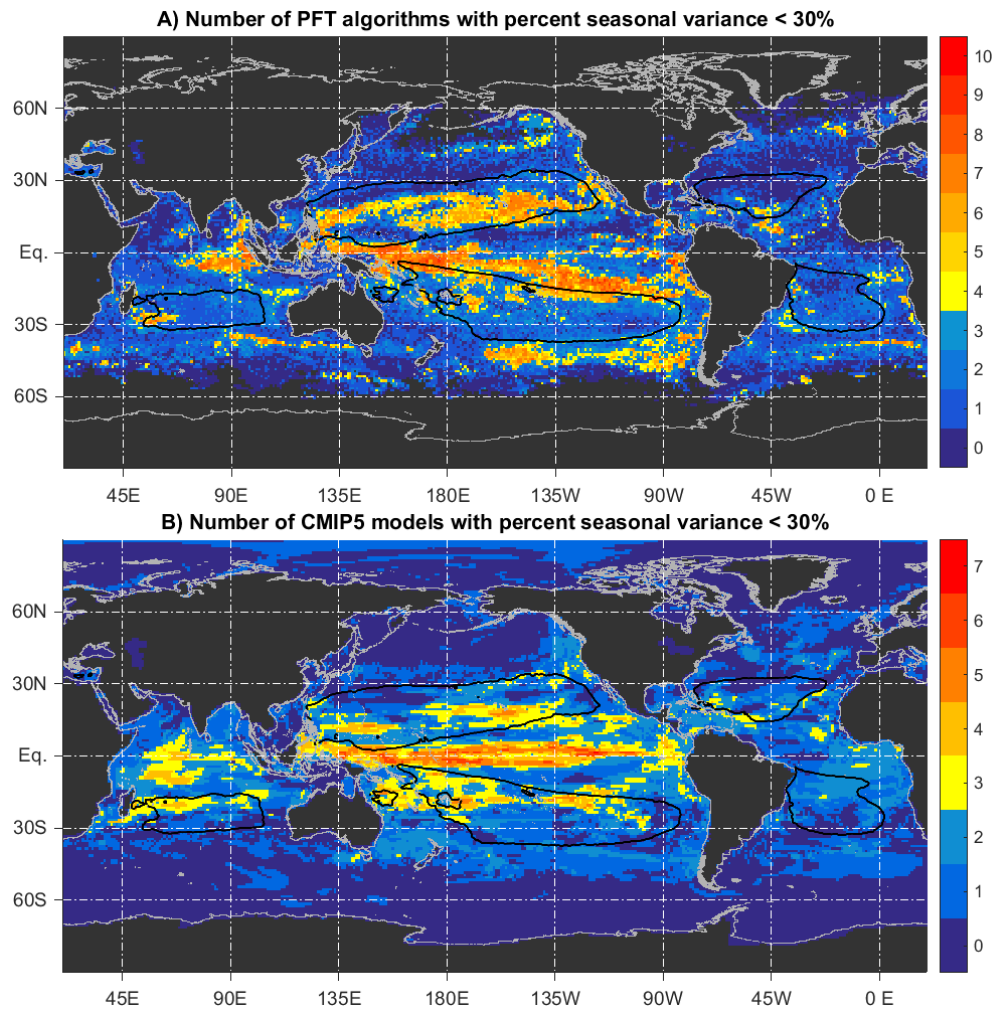 A) Number of PFT algorithms with percent seasonal variance < 30%
60N
30N
Eq.
30S
60S
45E 90E 135E 180E 135W 90W 45W 0 E
10
9
8
7
6
5
4
3
2
1
0
B) Number of CMIP5 models with percent seasonal variance < 30%
60N
30N
Eq.
30S
60S
45E 90E 135E 180E 135W 90W 45W 0 E
7
6
5
4
3
2
1
0